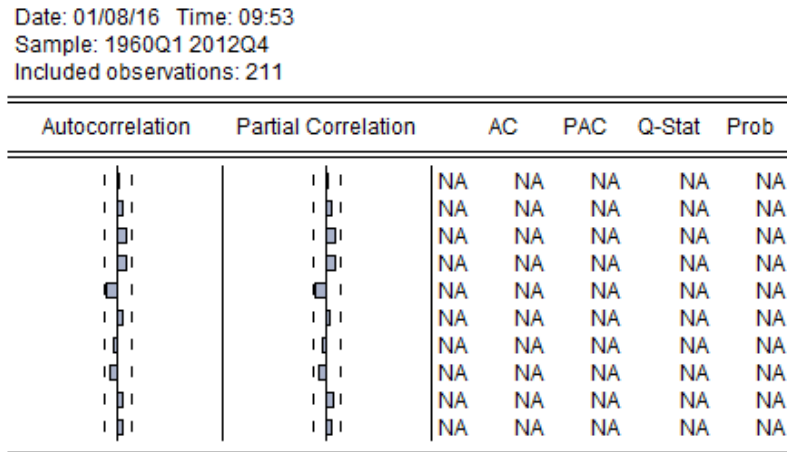 Date: 01/08/16 Time: 09:53
Sample: 1960Q1 2012Q4
Included observations: 211
Autocorrelation Partial Correlation AC PAC Q-Stat Prob
NA NA NA NA NA
NA NA NA NA NA
NA NA NA NA NA
NA NA NA NA NA
NA NA NA NA NA
NA NA NA NA NA
NA NA NA NA NA
NA NA NA NA NA
NA NA NA NA NA
NA NA NA NA NA